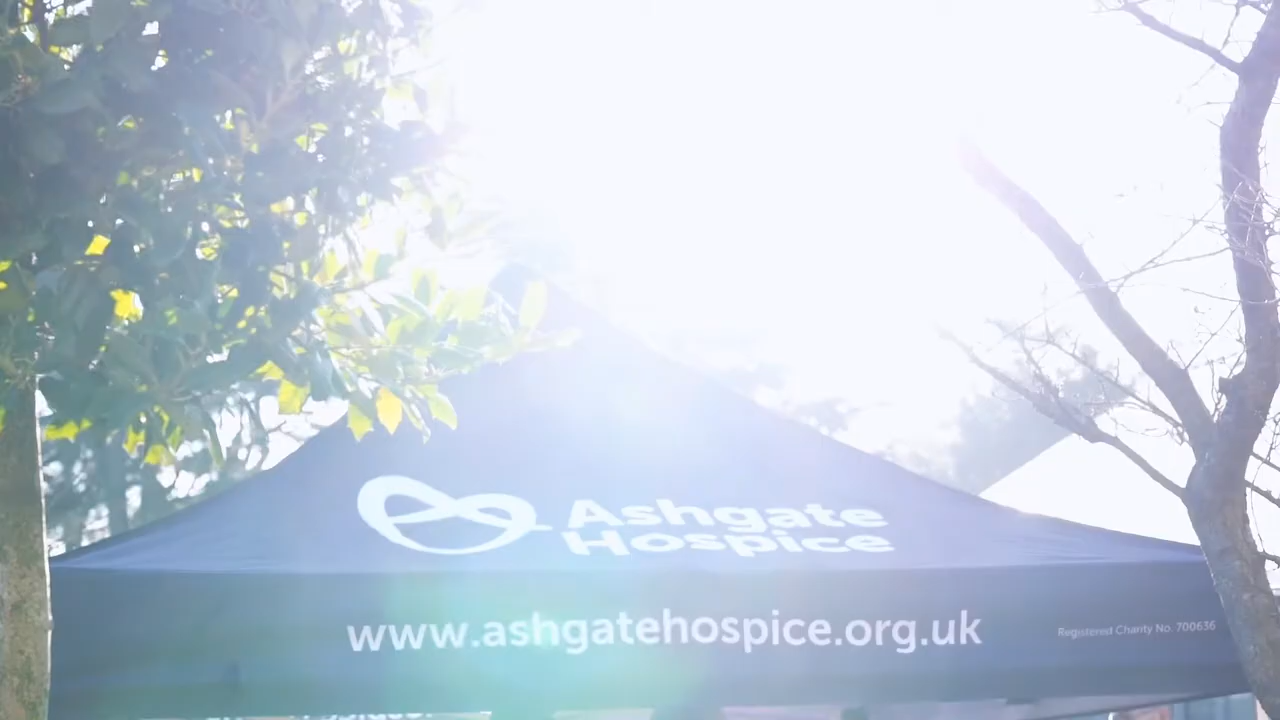 Ashgate
Hospice
www.ashgatehospice.org.uk
Registered Charity No. 700636